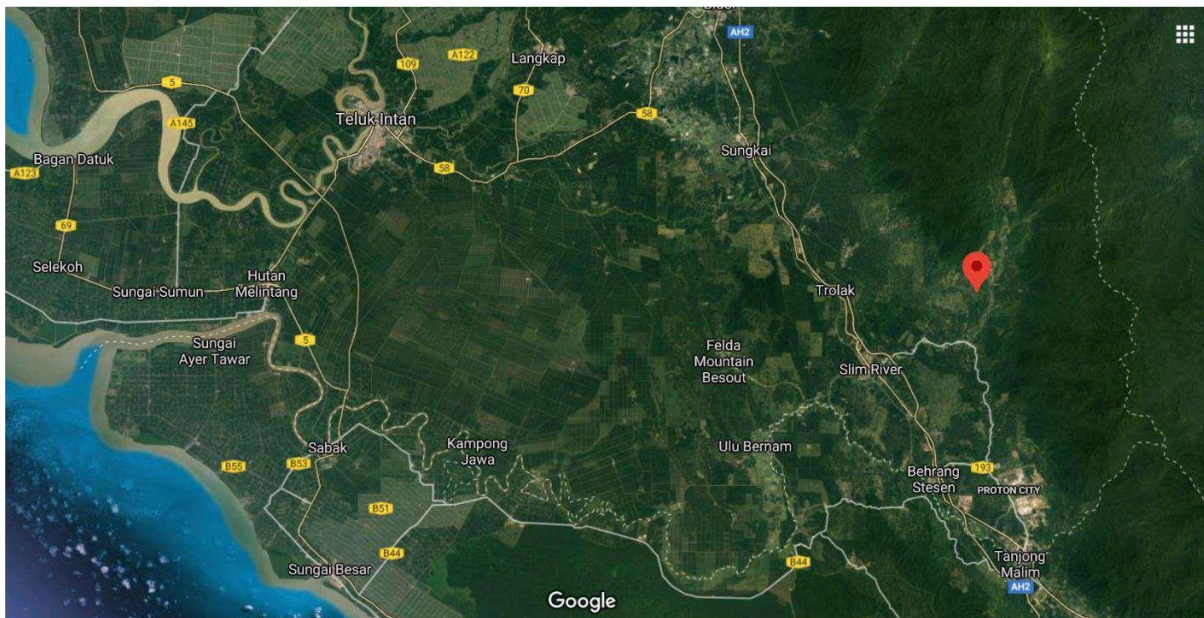 AH2
Langkap
A122
109
5
70
58
Teluk Intan
A145
Sungkai
Bagan Datuk
A123
58
69
Selekoh
Hutan
Melintang
Sungai Sumun
Trolak
Sungai
Ayer Tawar
5
Felda
Mountain
Besout
Slim River
Sabak
Kampong
Jawa
Ulu Bernam
B53
B55
Behrang
Stesen
193
PROTON CITY
B51
B44
B44
Sungai Besar
Tanjong
Malim
AH2
Google